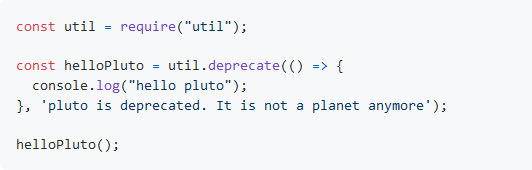 const util = require("util");
const helloPluto = util.deprecate(() => {
  console.log("hello pluto");
}, 'pluto is deprecated. It is not a planet anymore');
helloPluto();